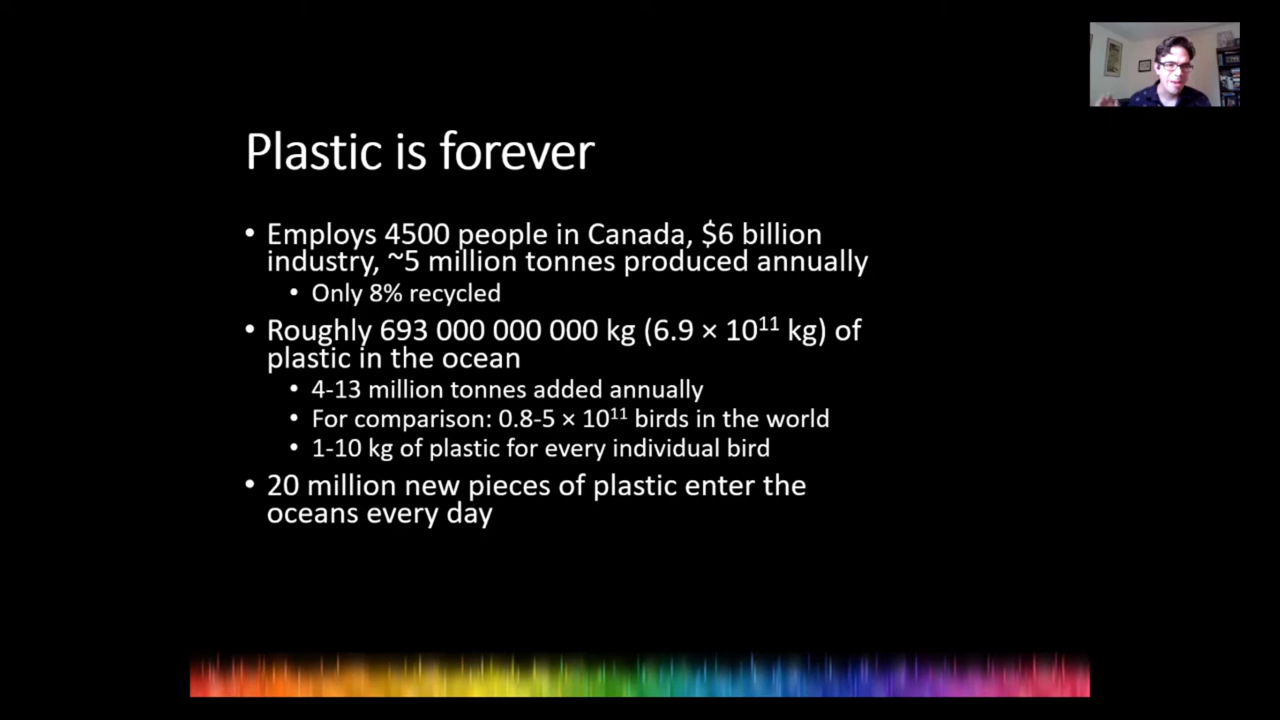 Plastic is forever
• Employs 4500 people in Canada, $6 billion
industry, ~5 million tonnes produced annually
• Only 8% recycled
• Roughly 693 000 000 000 kg (6.9 × 10¹¹ kg) of
plastic in the ocean
• 4-13 million tonnes added annually
• For comparison: 0.8-5 × 10¹¹ birds in the world
• 1-10 kg of plastic for every individual bird
• 20 million new pieces of plastic enter the
oceans every day